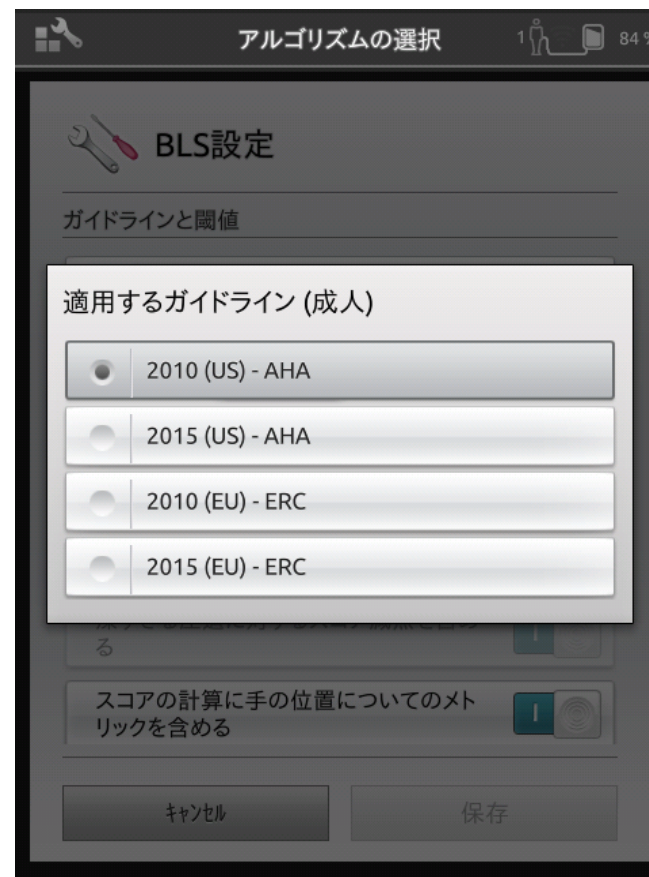 アルゴリズムの選択
1
84 %
BLS設定
ガイドラインと閾値
適用するガイドライン (成人)
2010 (US) - AHA
2015 (US) - AHA
2010 (EU) - ERC
2015 (EU) - ERC
る
スコアの計算に手の位置についてのメト
リックを含める
キャンセル
保存